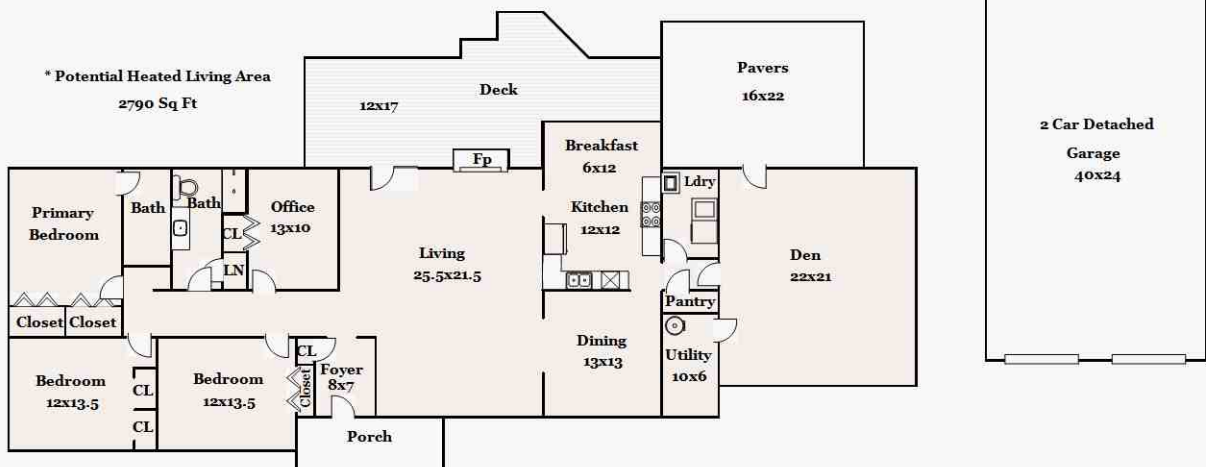 * Potential Heated Living Area
2790 Sq Ft
12x17
Deck
Pavers
16x22
2 Car Detached
Garage
40x24
Fp
Breakfast
6x12
Kitchen
12x12
Ldry
Primary
Bedroom
Bath
Bath
CL
LN
Office
13x10
Living
25.5x21.5
Den
22x21
Closet
Closet
Pantry
Dining
13x13
Utility
10x6
Bedroom
12x13.5
CL
CL
Bedroom
12x13.5
CL
Closet
Foyer
8x7
Porch